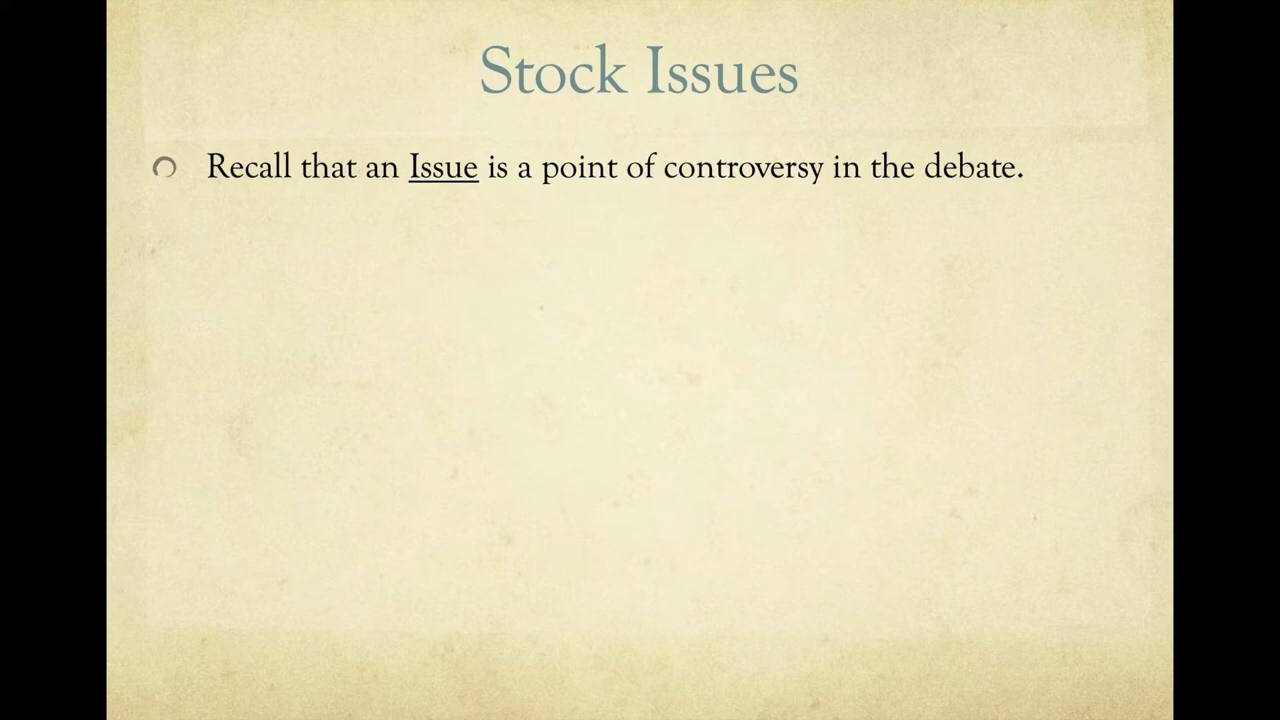 Stock Issues
Recall that an Issue is a point of controversy in the debate.